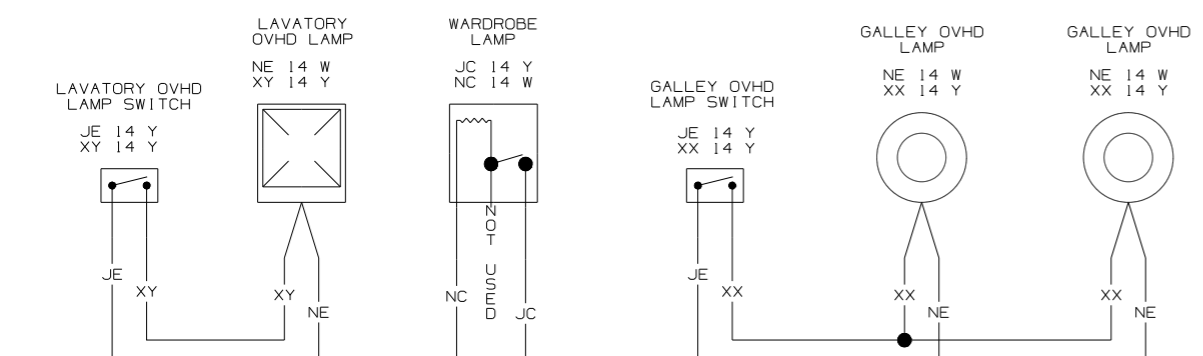 LAVATORY OVHD
LAMP SWITCH
JE 14 Y
XY 14 Y
JE
XY
LAVATORY
OVHD LAMP
NE 14 W
XY 14 Y
XY
NE
WARDROBE
LAMP
JC 14 Y
NC 14 W
NOT USED
NC
JC
GALLEY OVHD
LAMP SWITCH
JE 14 Y
XX 14 Y
JE
XX
GALLEY OVHD
LAMP
NE 14 W
XX 14 Y
XX
NE
GALLEY OVHD
LAMP
NE 14 W
XX 14 Y
XX
NE